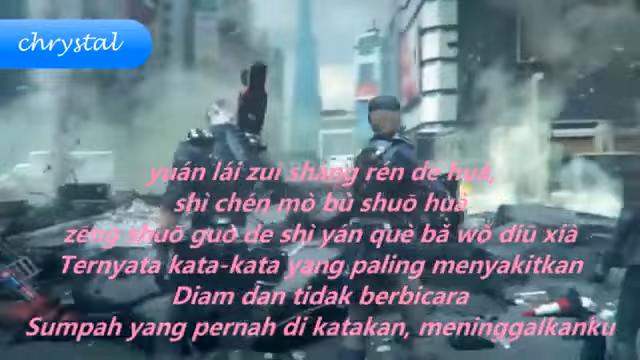 chrystal
yuán lái zuì shāng rén de huà,
shì chén mò bù shuō huà
zēng shuō guò de shì yán què bǎ wǒ diū xià
Ternyata kata-kata yang paling menyakitkan
Diam dan tidak berbicara
Sumpah yang pernah di katakan, meninggalkanku